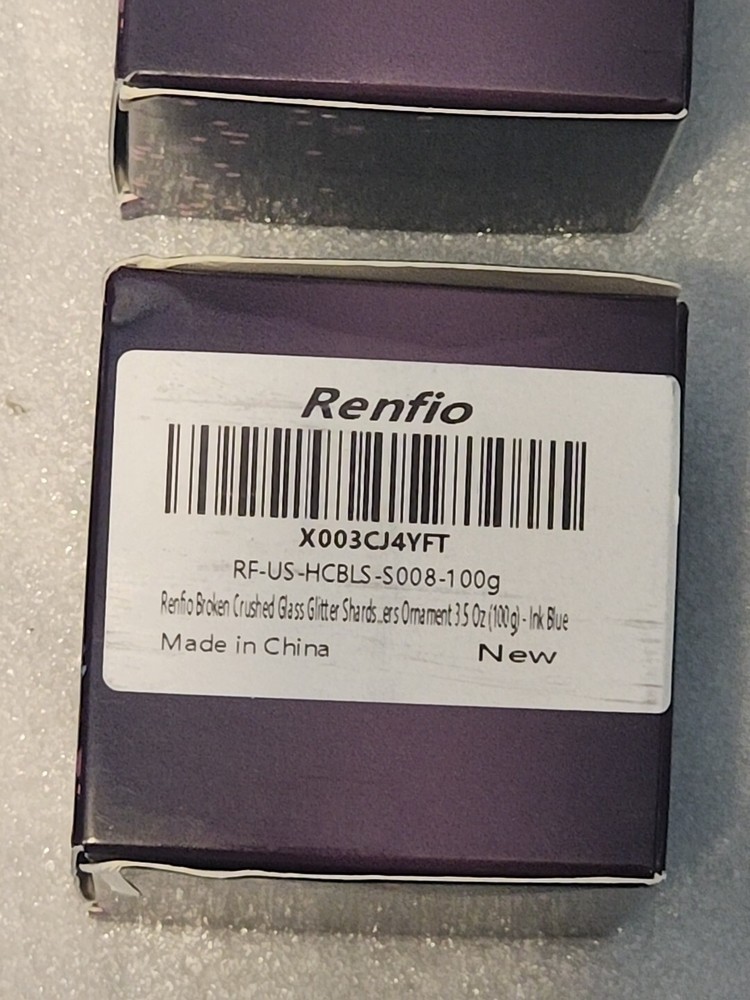 Renfio
X003CJ4YFT
RF-US-HCBLS-S008-100g
Renfio Broken Crushed Glass Glitter Shards...ers Ornament 3.5 Oz (100g) - Ink Blue
Made in China New